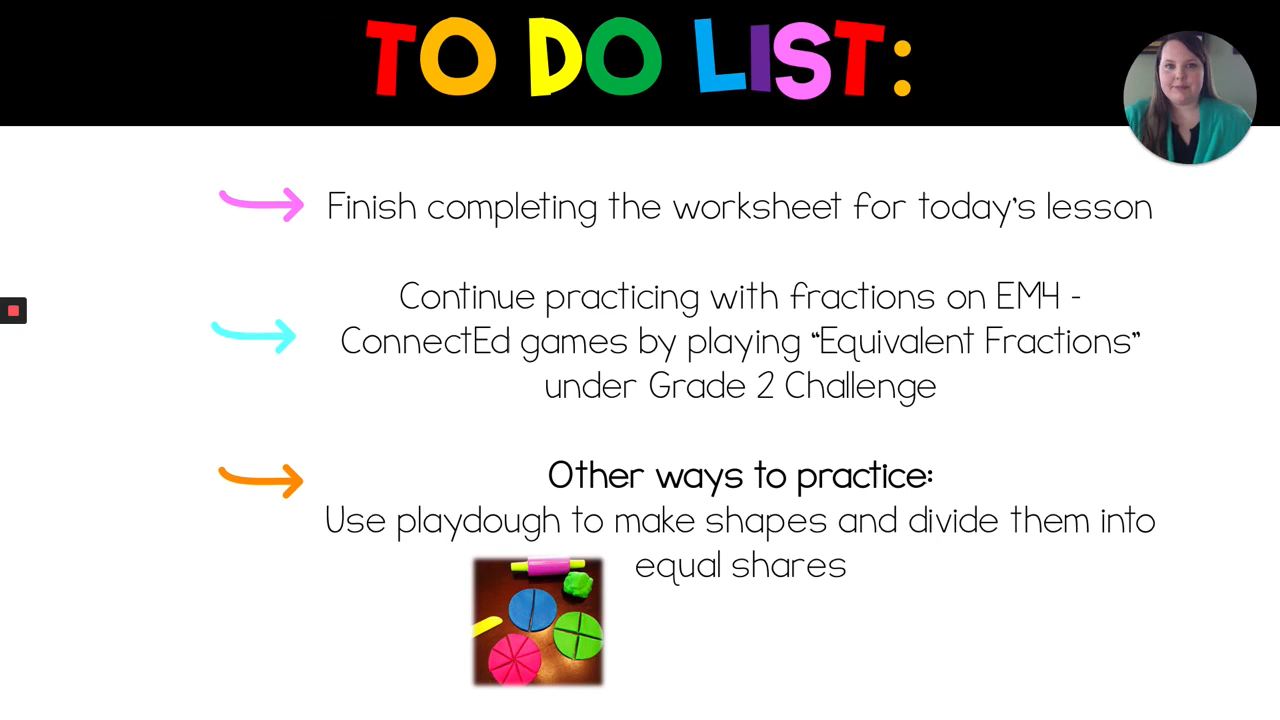 TO DO LIST:
Finish completing the worksheet for today's lesson
Continue practicing with fractions on EM4 -
ConnectEd games by playing “Equivalent Fractions”
under Grade 2 Challenge
Other ways to practice:
Use playdough to make shapes and divide them into
equal shares